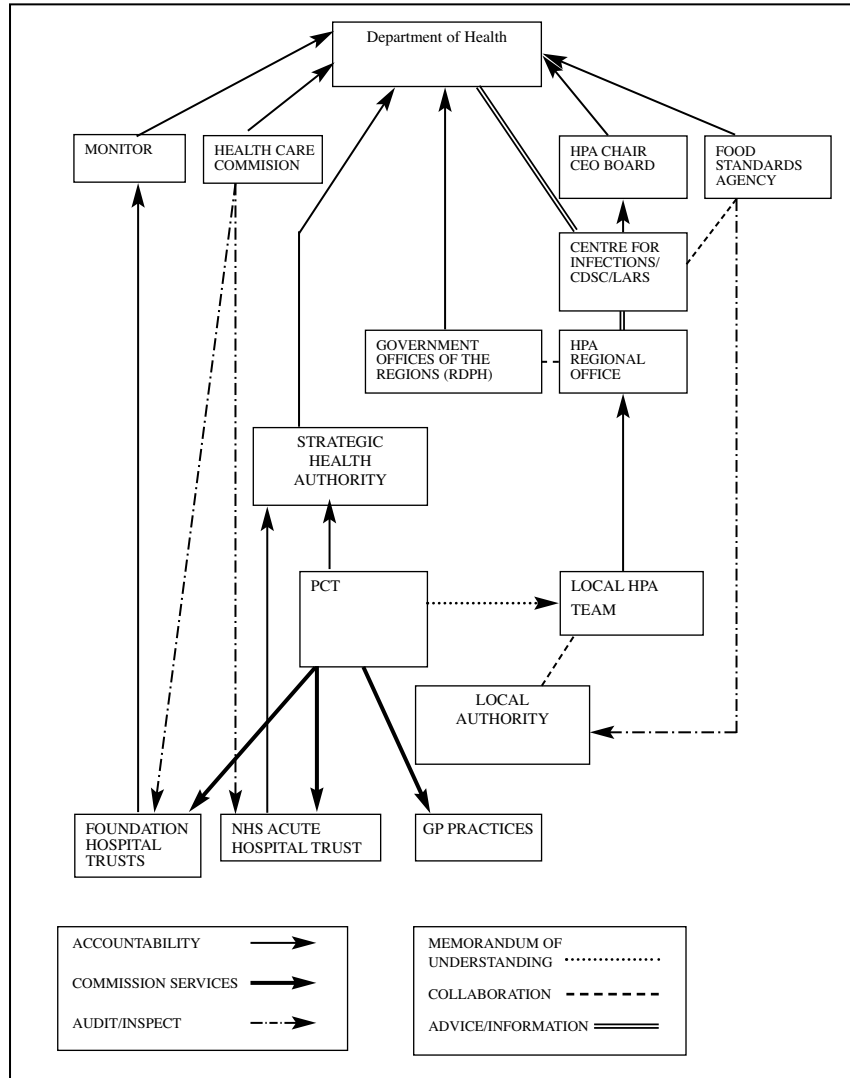 Department of Health
MONITOR
HEALTH CARE
COMMISION
HPA CHAIR
CEO BOARD
FOOD
STANDARDS
AGENCY
CENTRE FOR
INFECTIONS/
CDSC/LARS
GOVERNMENT
OFFICES OF THE
REGIONS (RDPH)
HPA
REGIONAL
OFFICE
STRATEGIC
HEALTH
AUTHORITY
PCT
LOCAL HPA
TEAM
LOCAL
AUTHORITY
FOUNDATION
HOSPITAL
TRUSTS
NHS ACUTE
HOSPITAL TRUST
GP PRACTICES
ACCOUNTABILITY
COMMISSION SERVICES
AUDIT/INSPECT
MEMORANDUM OF
UNDERSTANDING
COLLABORATION
ADVICE/INFORMATION